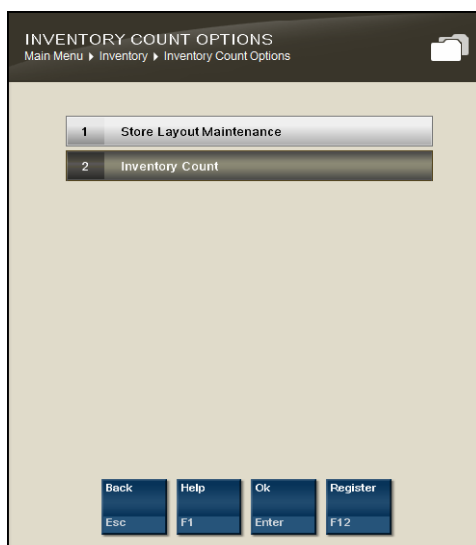 INVENTORY COUNT OPTIONS
Main Menu ▶ Inventory ▶ Inventory Count Options
1 Store Layout Maintenance
2 Inventory Count
Back Help Ok Register
Esc F1 Enter F12